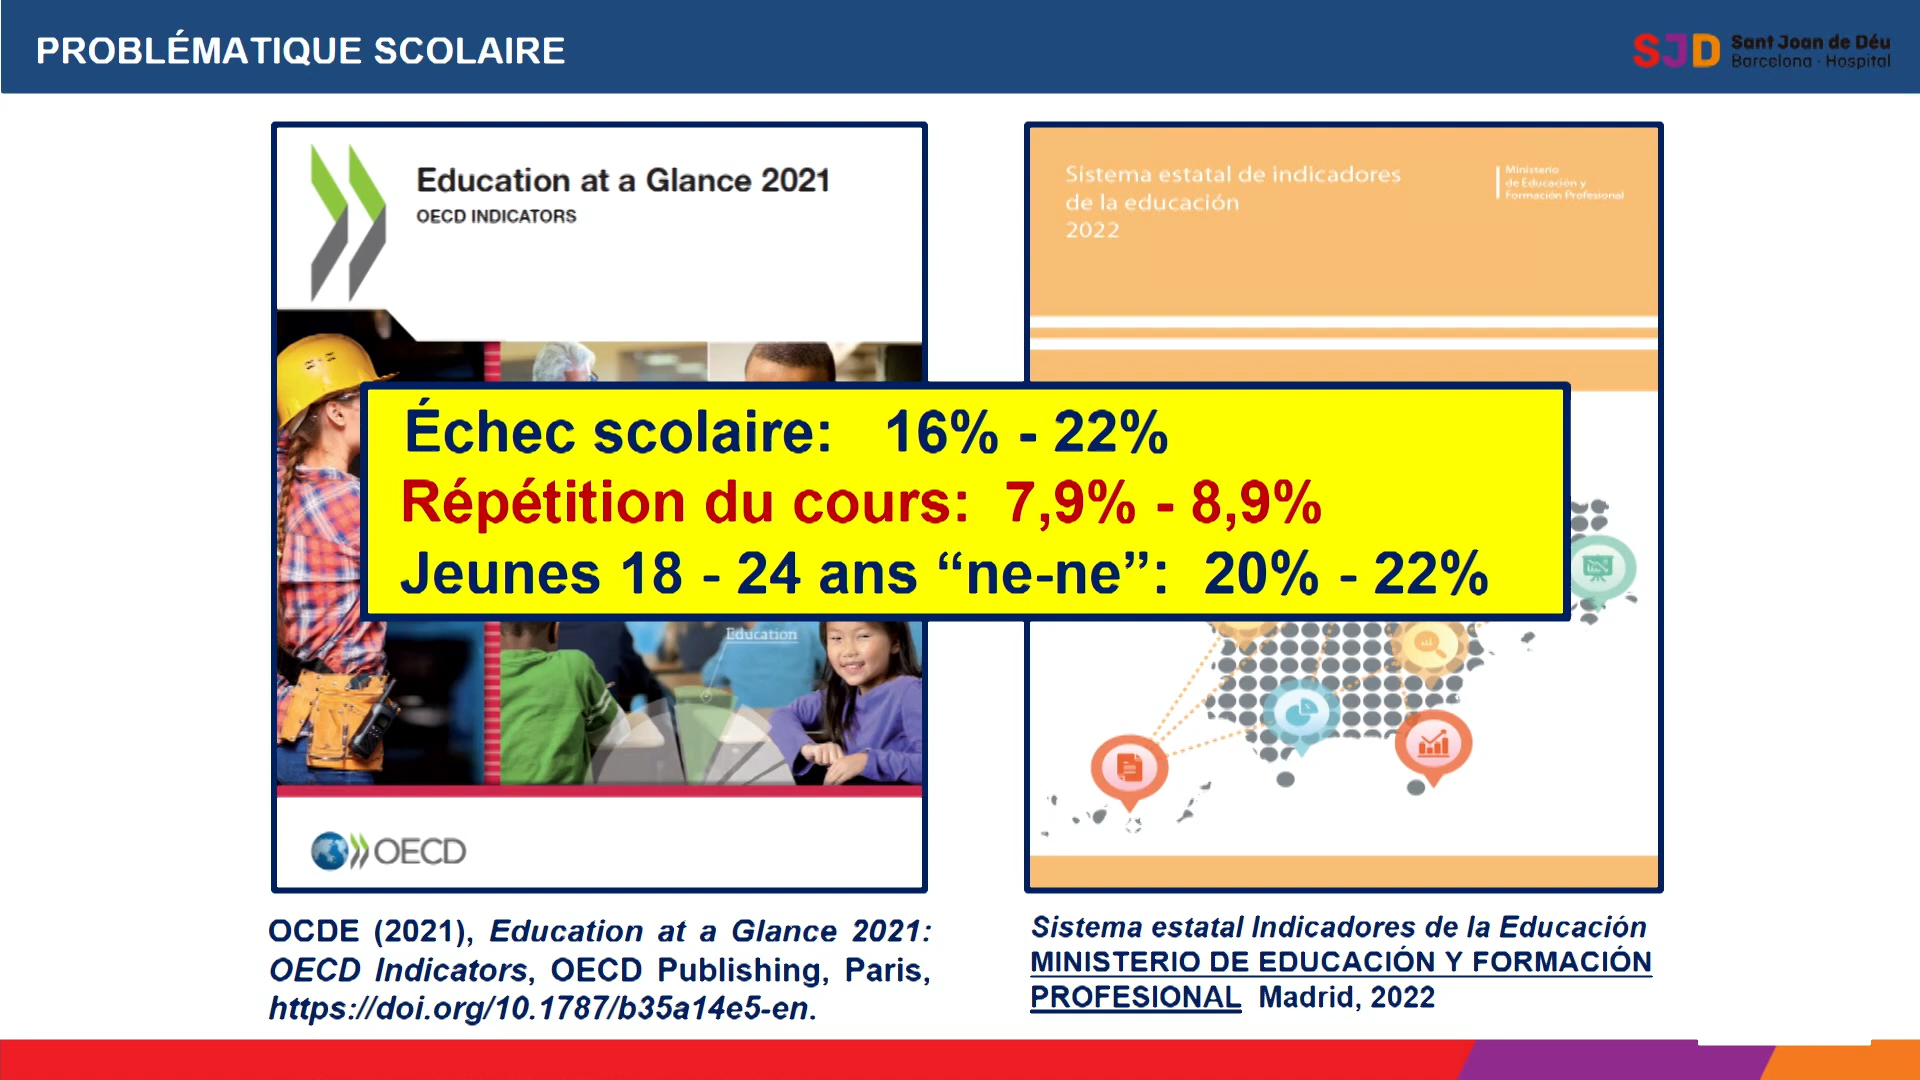 PROBLÉMATIQUE SCOLAIRE
SJD Sant Joan de Déu
Barcelona · Hospital
Education at a Glance 2021
OECD INDICATORS
Sistema estatal de indicadores
de la educación
2022
Ministerio
de Educación y
Formación Profesional
Échec scolaire: 16% - 22%
Répétition du cours: 7,9% - 8,9%
Jeunes 18 - 24 ans “ne-ne”: 20% - 22%
Education
OECD
OCDE (2021), Education at a Glance 2021:
OECD Indicators, OECD Publishing, Paris,
https://doi.org/10.1787/b35a14e5-en.
Sistema estatal Indicadores de la Educación
MINISTERIO DE EDUCACIÓN Y FORMACIÓN
PROFESIONAL Madrid, 2022